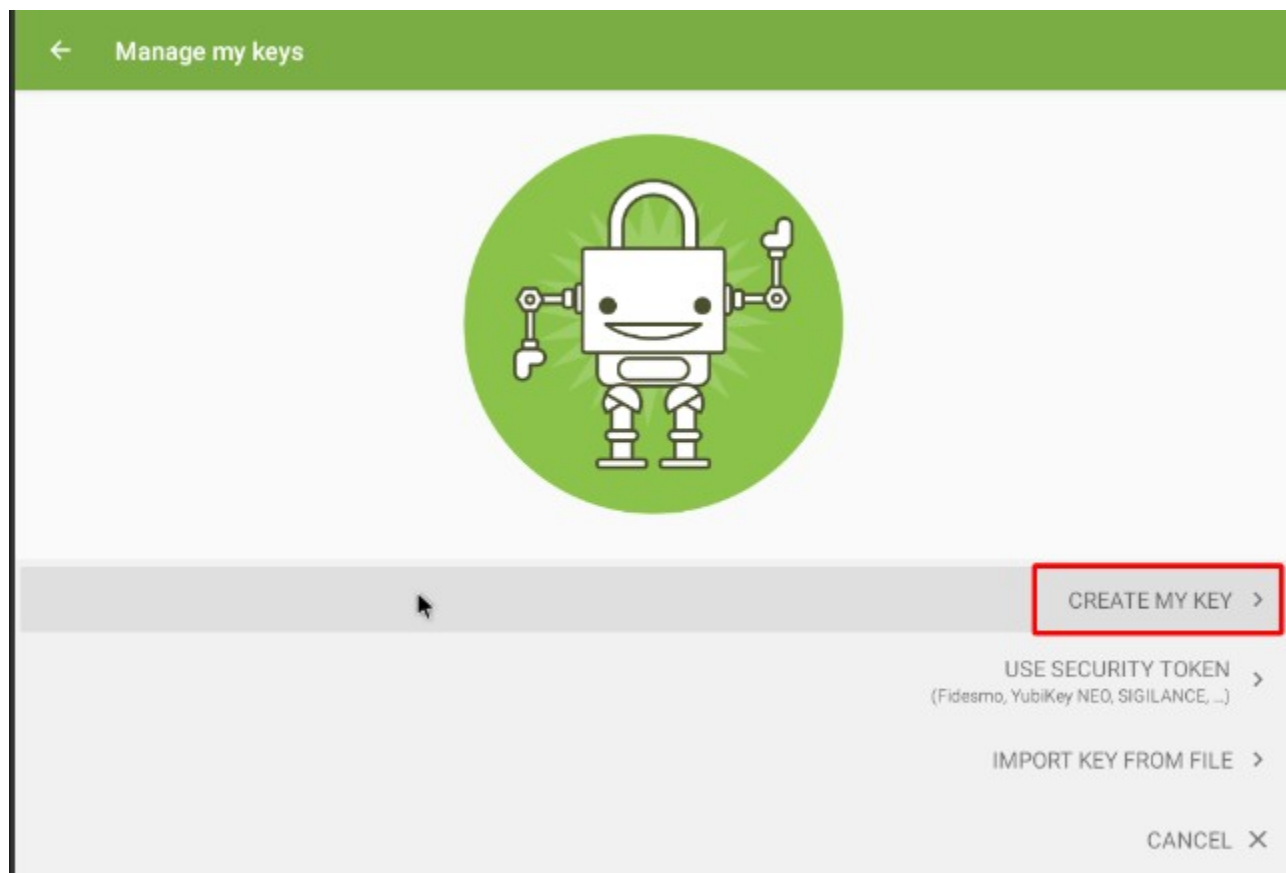 Manage my keys
CREATE MY KEY
USE SECURITY TOKEN
(Fidesmo, YubiKey NEO, SIGILANCE, ...)
IMPORT KEY FROM FILE
CANCEL